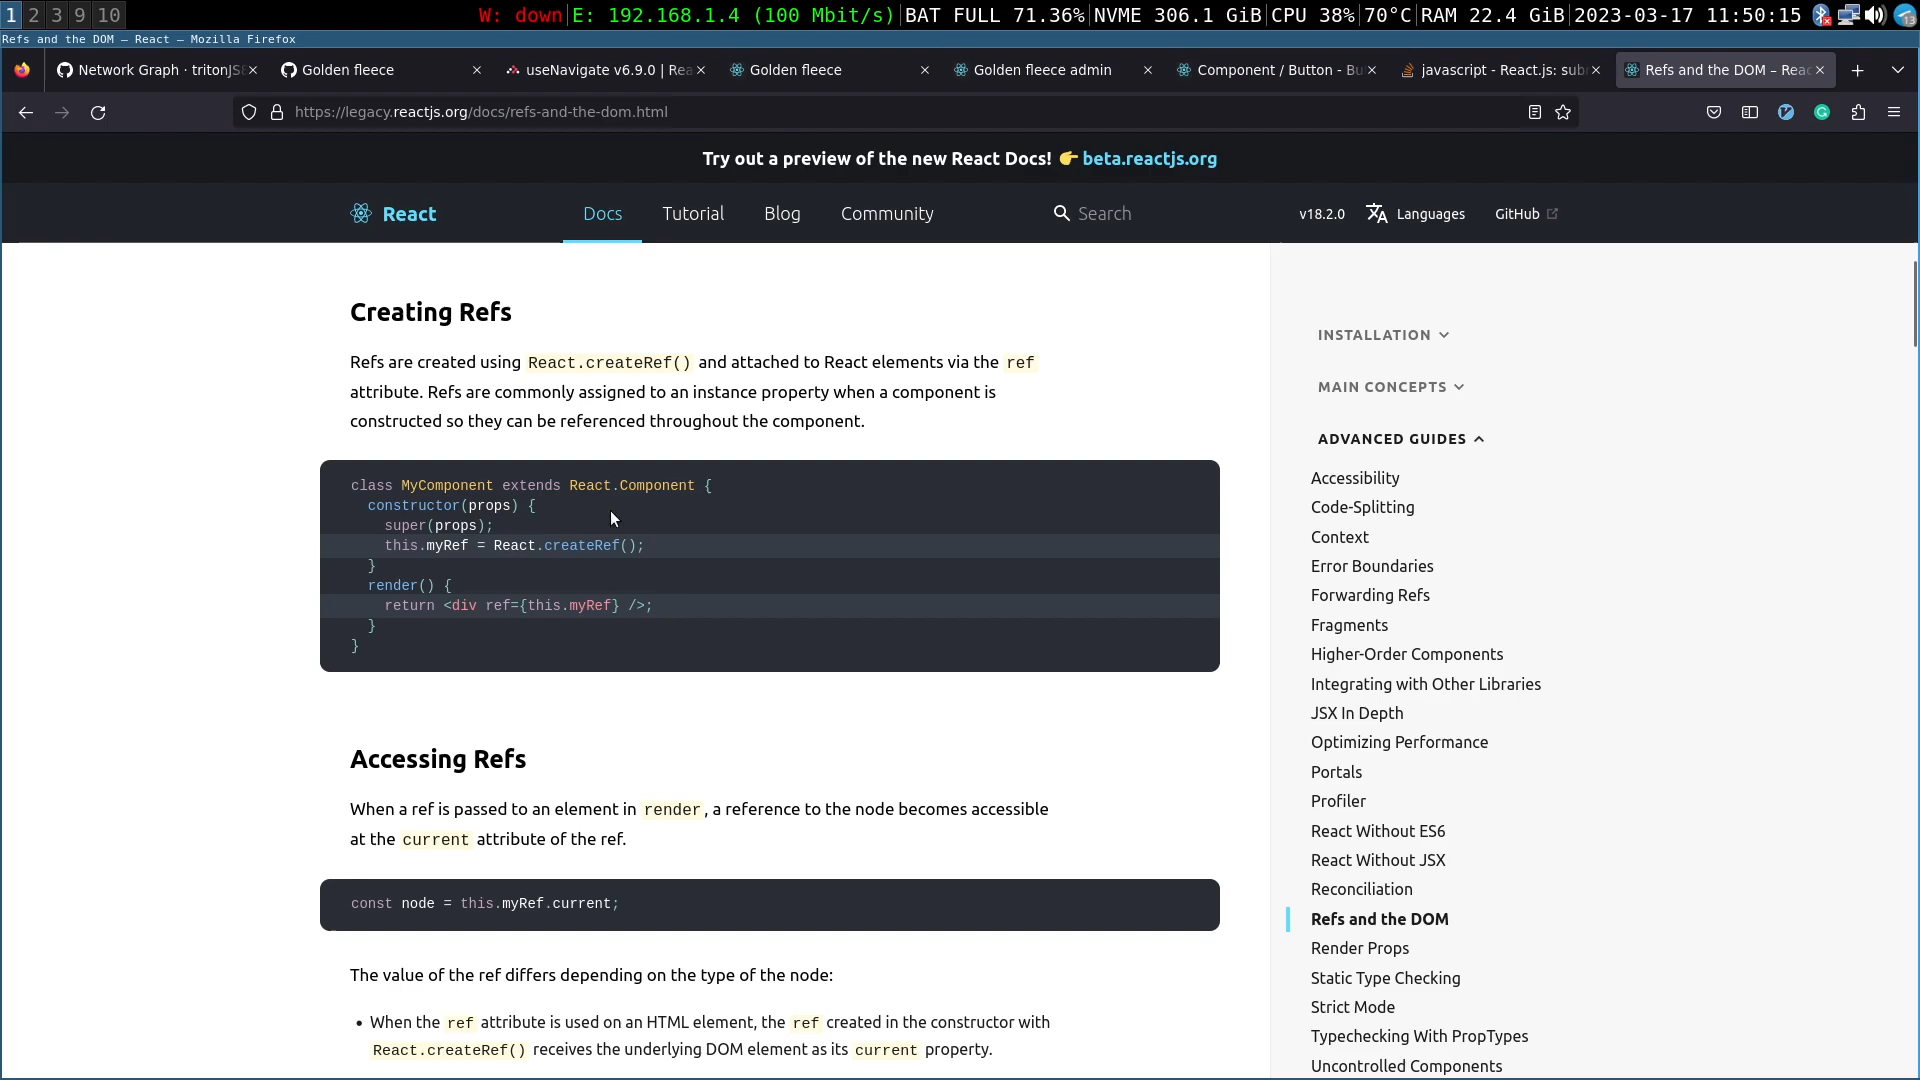 1 2 3 9 10 W: down|E: 192.168.1.4 (100 Mbit/s)|BAT FULL 71.36%|NVME 306.1 GiB|CPU 38%|70°C|RAM 22.4 GiB|2023-03-17 11:50:15 13
Refs and the DOM – React — Mozilla Firefox
Network Graph · tritonJS8 Golden fleece useNavigate v6.9.0 | Rea Golden fleece Golden fleece admin Component / Button - Bu javascript - React.js: sub Refs and the DOM – Reac
https://legacy.reactjs.org/docs/refs-and-the-dom.html
Try out a preview of the new React Docs! 👉 beta.reactjs.org
React Docs Tutorial Blog Community Search v18.2.0 Languages GitHub
Creating Refs
Refs are created using React.createRef() and attached to React elements via the ref
attribute. Refs are commonly assigned to an instance property when a component is
constructed so they can be referenced throughout the component.
class MyComponent extends React.Component {
constructor(props) {
super(props);
this.myRef = React.createRef();
}
render() {
return <div ref={this.myRef} />;
}
}
Accessing Refs
When a ref is passed to an element in render, a reference to the node becomes accessible
at the current attribute of the ref.
const node = this.myRef.current;
The value of the ref differs depending on the type of the node:
• When the ref attribute is used on an HTML element, the ref created in the constructor with
React.createRef() receives the underlying DOM element as its current property.
INSTALLATION
MAIN CONCEPTS
ADVANCED GUIDES
Accessibility
Code-Splitting
Context
Error Boundaries
Forwarding Refs
Fragments
Higher-Order Components
Integrating with Other Libraries
JSX In Depth
Optimizing Performance
Portals
Profiler
React Without ES6
React Without JSX
Reconciliation
Refs and the DOM
Render Props
Static Type Checking
Strict Mode
Typechecking With PropTypes
Uncontrolled Components